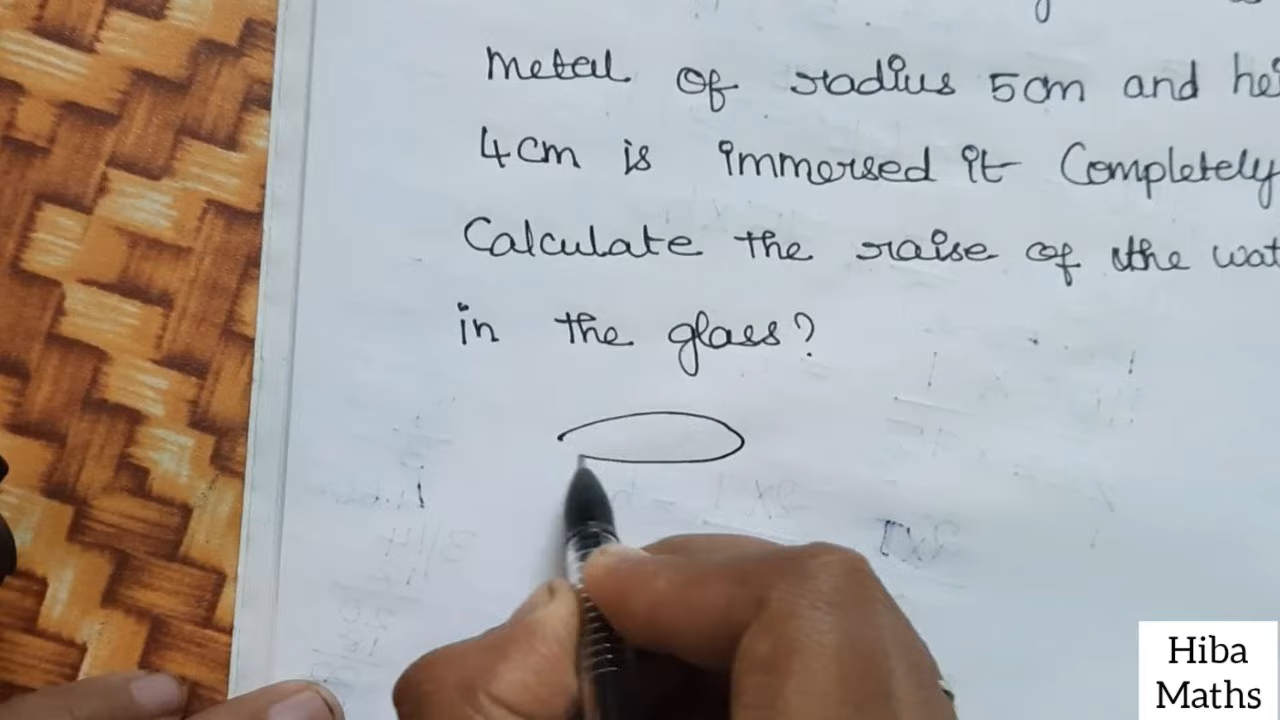 metal of radius 5cm and hei
4cm is immersed it Completely
Calculate the raise of the wat
in the glass?
Hiba
Maths